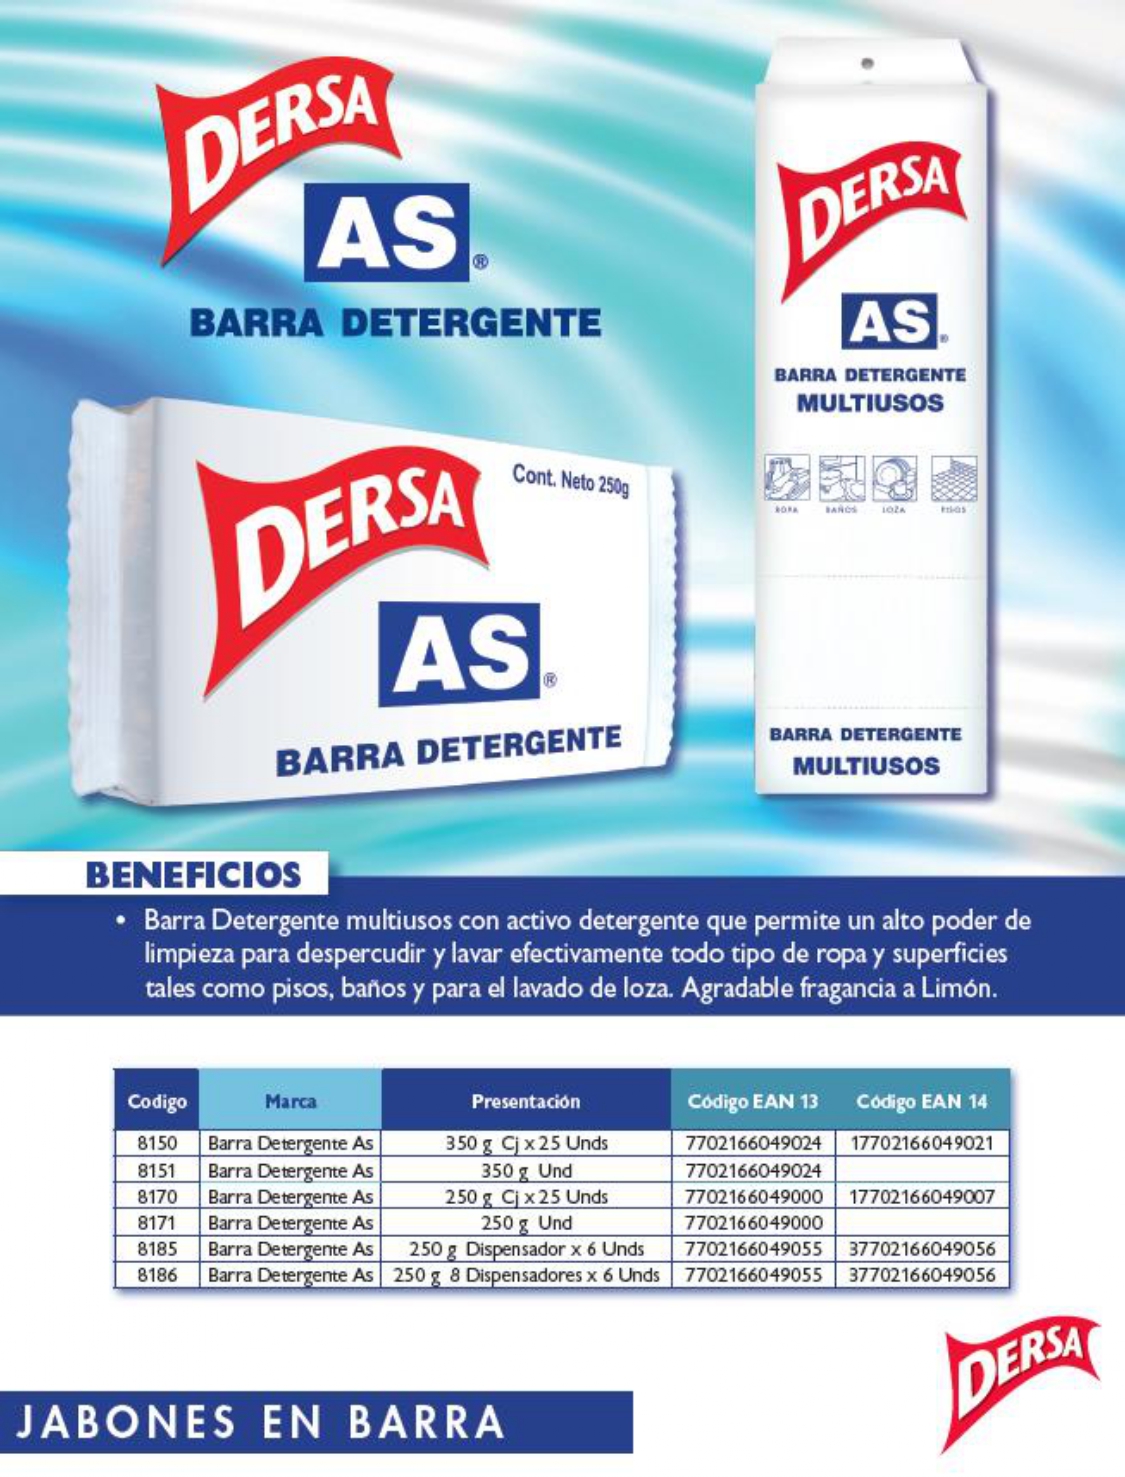 DERSA
AS®
BARRA DETERGENTE
DERSA
AS®
BARRA DETERGENTE
MULTIUSOS
ROPA BAÑOS LOZA PISOS
BARRA DETERGENTE
MULTIUSOS
DERSA
Cont. Neto 250g
AS®
BARRA DETERGENTE
BENEFICIOS
• Barra Detergente multiusos con activo detergente que permite un alto poder de
limpieza para despercudir y lavar efectivamente todo tipo de ropa y superficies
tales como pisos, baños y para el lavado de loza. Agradable fragancia a Limón.
Codigo Marca Presentación Código EAN 13 Código EAN 14
8150 Barra Detergente As 350 g Cj x 25 Unds 7702166049024 17702166049021
8151 Barra Detergente As 350 g Und 7702166049024
8170 Barra Detergente As 250 g Cj x 25 Unds 7702166049000 17702166049007
8171 Barra Detergente As 250 g Und 7702166049000
8185 Barra Detergente As 250 g Dispensador x 6 Unds 7702166049055 37702166049056
8186 Barra Detergente As 250 g 8 Dispensadores x 6 Unds 7702166049055 37702166049056
DERSA
JABONES EN BARRA